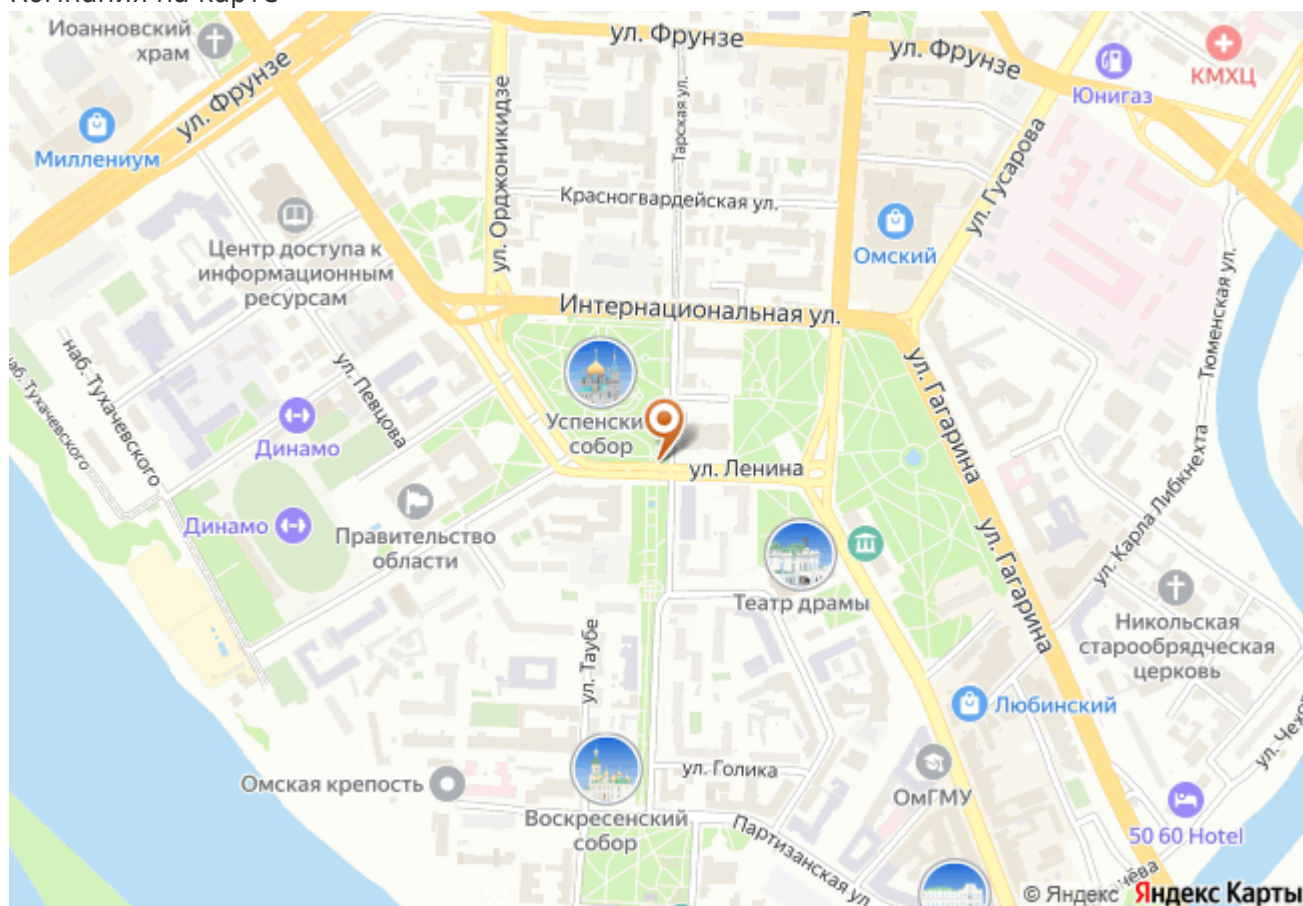 Компания на карте
Иоанновский
храм
ул. Фрунзе
ул. Фрунзе
КМХЦ
Юнигаз
ул. Фрунзе
Миллениум
ул. Орджоникидзе
Тарская ул.
ул. Гусарова
Красногвардейская ул.
Центр доступа к
информационным
ресурсам
Омский
Тюменская ул.
Интернациональная ул.
наб. Тухачевского
наб. Тухачевского
ул. Певцова
ул. Гагарина
Динамо
Успенский
собор
ул. Ленина
ул. Карла Либкнехта
Динамо
Правительство
области
ул. Гагарина
Театр драмы
Никольская
старообрядческая
церковь
ул. Таубе
Любинский
Омская крепость
ул. Голика
ОмГМУ
Воскресенский
собор
Партизанская ул.
50 60 Hotel
© Яндекс Яндекс Карты